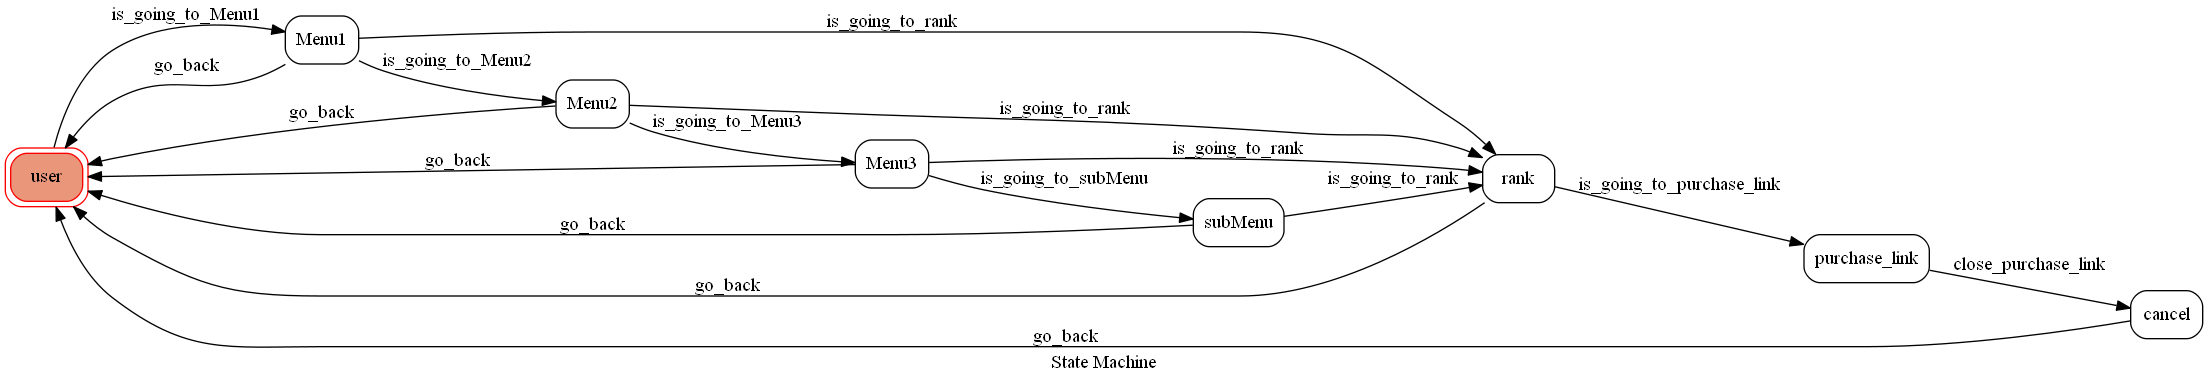 is_going_to_Menu1
Menu1
is_going_to_rank
go_back
is_going_to_Menu2
Menu2
is_going_to_rank
go_back
is_going_to_Menu3
Menu3
is_going_to_rank
go_back
user
is_going_to_subMenu
is_going_to_rank
rank
is_going_to_purchase_link
go_back
subMenu
purchase_link
close_purchase_link
go_back
cancel
go_back
State Machine